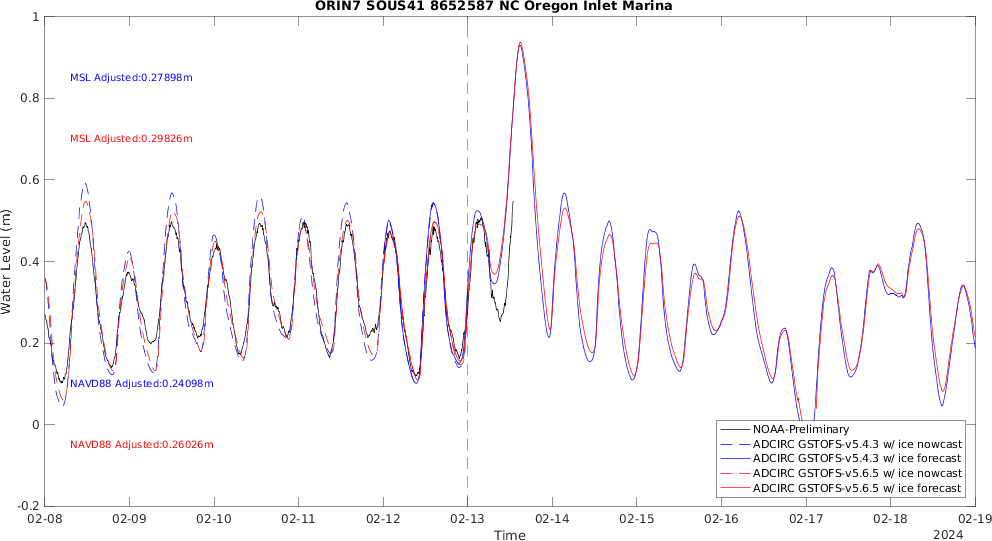 ORIN7 SOUS41 8652587 NC Oregon Inlet Marina
1
0.8
0.6
0.4
0.2
0
-0.2
Water Level (m)
MSL Adjusted:0.27898m
MSL Adjusted:0.29826m
NAVD88 Adjusted:0.24098m
NAVD88 Adjusted:0.26026m
NOAA-Preliminary
ADCIRC GSTOFS-v5.4.3 w/ ice nowcast
ADCIRC GSTOFS-v5.4.3 w/ ice forecast
ADCIRC GSTOFS-v5.6.5 w/ ice nowcast
ADCIRC GSTOFS-v5.6.5 w/ ice forecast
02-08 02-09 02-10 02-11 02-12 02-13 02-14 02-15 02-16 02-17 02-18 02-19
Time
2024